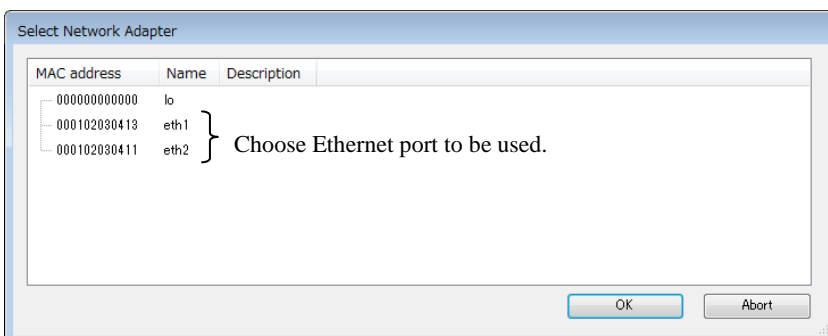 Select Network Adapter
MAC address Name Description
000000000000 lo
000102030413 eth1
000102030411 eth2
Choose Ethernet port to be used.
OK Abort